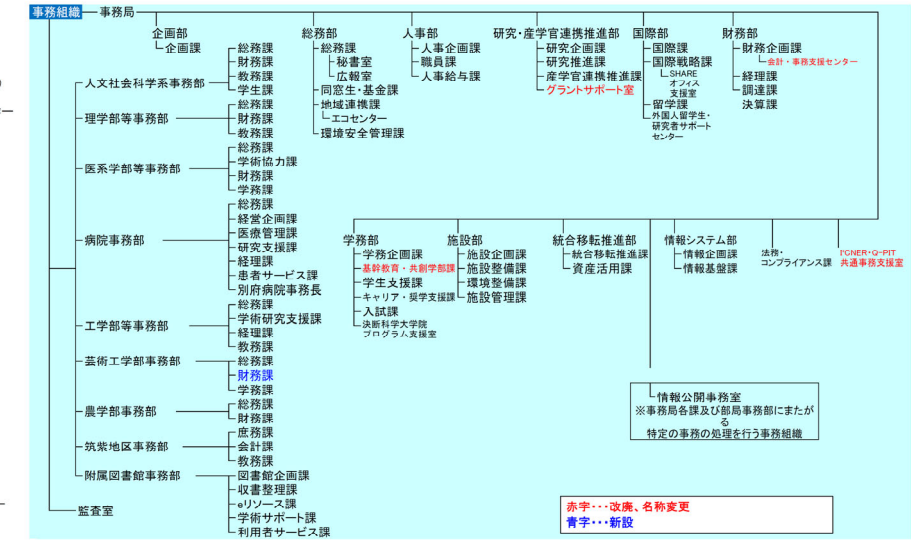 事務組織
事務局
企画部
企画課
総務部
総務課
秘書室
広報室
同窓生・基金課
地域連携課
エコセンター
環境安全管理課
人事部
人事企画課
職員課
人事給与課
研究・産学官連携推進部
研究企画課
研究推進課
産学官連携推進課
グラントサポート室
国際部
国際課
国際戦略課
SHARE
オフィス
支援室
留学課
外国人留学生・
研究者サポート
センター
財務部
財務企画課
会計・事務支援センター
経理課
調達課
決算課
人文社会科学系事務部
総務課
財務課
教務課
学生課
理学部等事務部
総務課
財務課
教務課
医系学部等事務部
総務課
学術協力課
財務課
学務課
病院事務部
総務課
経営企画課
医療管理課
研究支援課
経理課
患者サービス課
別府病院事務長
工学部等事務部
総務課
学術研究支援課
経理課
教務課
芸術工学部事務部
総務課
財務課
学務課
農学部事務部
総務課
財務課
筑紫地区事務部
庶務課
会計課
教務課
附属図書館事務部
図書館企画課
収書整理課
eリソース課
学術サポート課
利用者サービス課
監査室
学務部
学務企画課
基幹教育・共創学部課
学生支援課
キャリア・奨学支援課
入試課
決断科学大学院
プログラム支援室
施設部
施設企画課
施設整備課
環境整備課
施設管理課
統合移転推進部
統合移転推進課
資産活用課
情報システム部
情報企画課
情報基盤課
法務・
コンプライアンス課
I²CNER・Q-PIT
共通事務支援室
情報公開事務室
※事務局各課及び部局事務部にまたが
る
特定の事務の処理を行う事務組織
赤字・・・改廃、名称変更
青字・・・新設